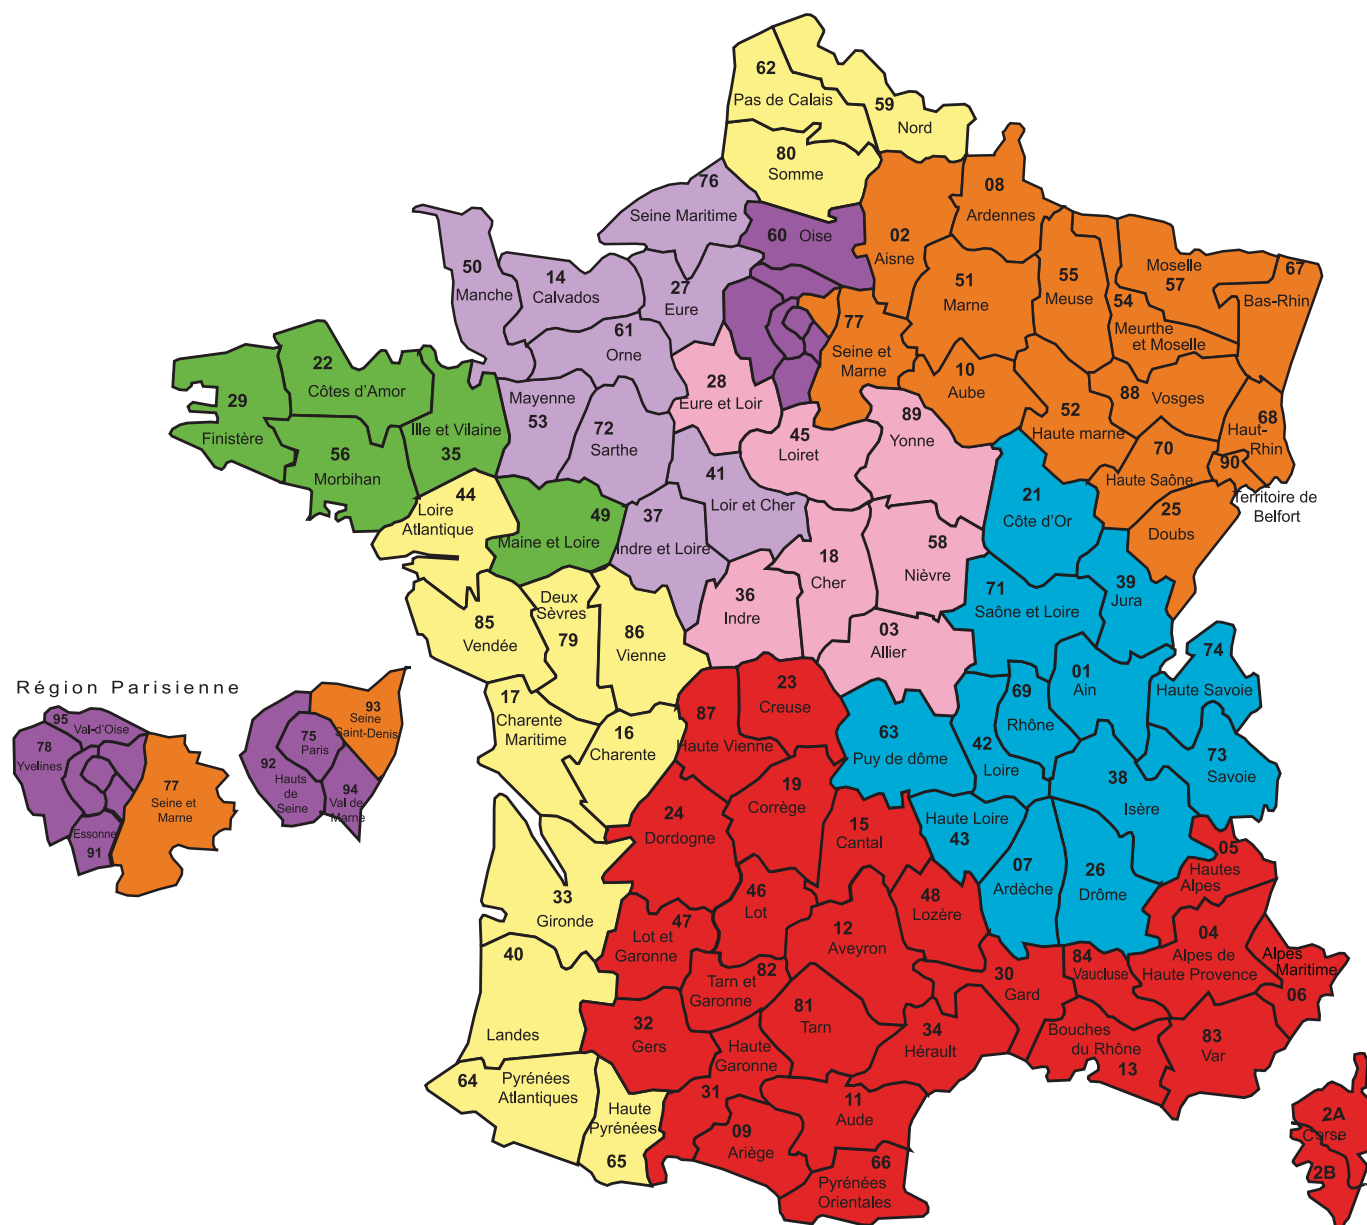 62
Pas de Calais
59
Nord
80
Somme
76
Seine Maritime
60 Oise
02
Aisne
08
Ardennes
50
Manche
14
Calvados
27
Eure
61
Orne
51
Marne
55
Meuse
54
Meurthe
et Moselle
Moselle
57
67
Bas-Rhin
77
Seine et
Marne
10
Aube
52
Haute marne
88 Vosges
68
Haut-
Rhin
70
Haute Saône
90
Territoire de
Belfort
25
Doubs
22
Côtes d'Amor
29
Finistère
56
Morbihan
Ille et Vilaine
35
Mayenne
53
72
Sarthe
28
Eure et Loir
45
Loiret
89
Yonne
41
Loir et Cher
44
Loire
Atlantique
49
Maine et Loire
37
Indre et Loire
18
Cher
58
Nièvre
36
Indre
03
Allier
21
Côte d'Or
39
Jura
71
Saône et Loire
85
Vendée
Deux
Sèvres
79
86
Vienne
17
Charente
Maritime
16
Charente
87
Haute Vienne
23
Creuse
63
Puy de dôme
42
Loire
69
Rhône
01
Ain
74
Haute Savoie
73
Savoie
38
Isère
Région Parisienne
95
Val-d'Oise
78
Yvelines
77
Seine et
Marne
Essonne
91
93
Seine
Saint-Denis
75
Paris
92
Hauts
de
Seine
94
Val de
Marne
24
Dordogne
19
Corrège
15
Cantal
Haute Loire
43
07
Ardèche
26
Drôme
05
Hautes
Alpes
33
Gironde
47
Lot et
Garonne
46
Lot
12
Aveyron
48
Lozère
04
Alpes de
Haute Provence
Alpes
Maritime
06
84
Vaucluse
30
Gard
40
Landes
82
Tarn et
Garonne
81
Tarn
32
Gers
34
Hérault
Bouches
du Rhône
13
83
Var
64
Pyrénées
Atlantiques
Haute
Pyrénées
65
Haute
Garonne
31
09
Ariège
11
Aude
66
Pyrénées
Orientales
2A
Corse
2B